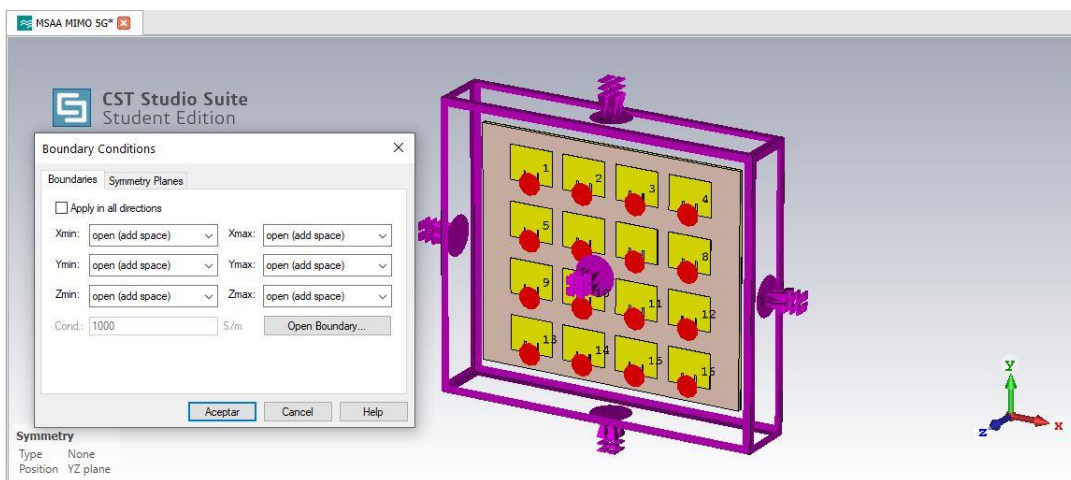 MSAA MIMO 5G*
CST Studio Suite
Student Edition
Boundary Conditions
Boundaries Symmetry Planes
Apply in all directions
Xmin: open (add space) Xmax: open (add space)
Ymin: open (add space) Ymax: open (add space)
Zmin: open (add space) Zmax: open (add space)
Cond.: 1000 S/m Open Boundary...
Aceptar Cancel Help
Symmetry
Type None
Position YZ plane
1 2 3 4
5 8
9 10 11 12
13 14 15 16
y
z x